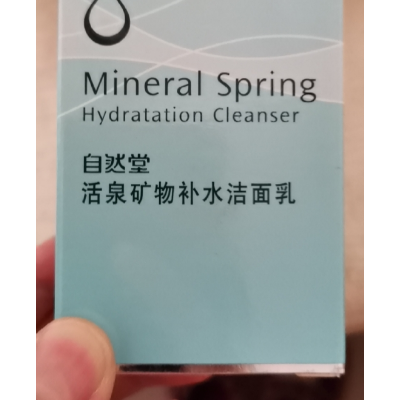 Mineral Spring
Hydratation Cleanser
自然堂
活泉矿物补水洁面乳